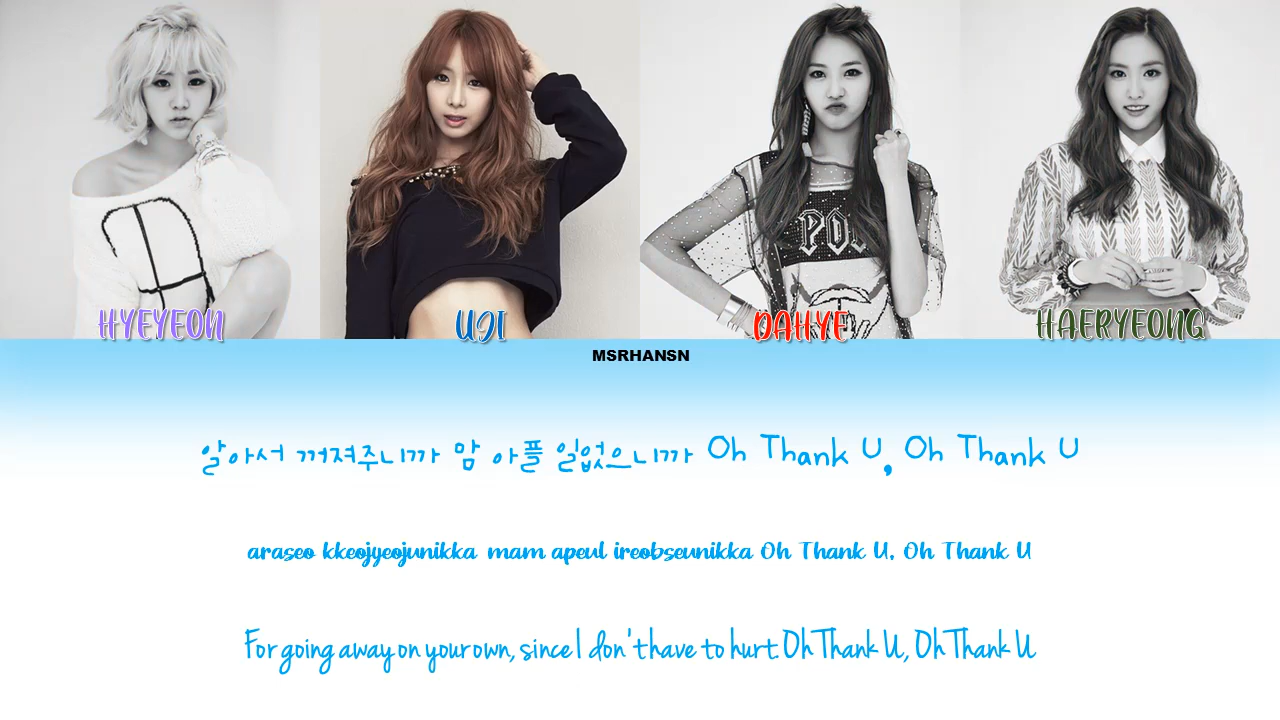 HYEYEON UJI DAHYE HAERYEONG
MSRHANSN
알아서 꺼져주니까 맘 아플 일없으니까 Oh Thank U, Oh Thank U
araseo kkeojyeojunikka mam apeul ireobseunikka Oh Thank U, Oh Thank U
For going away on your own, since I don't have to hurt Oh Thank U, Oh Thank U